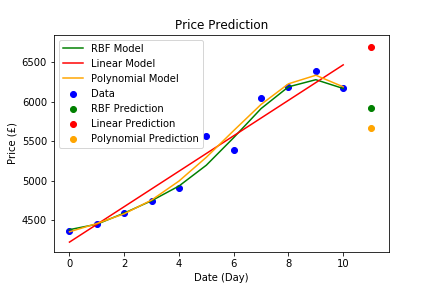 Price Prediction
RBF Model
Linear Model
Polynomial Model
Data
RBF Prediction
Linear Prediction
Polynomial Prediction
Price (£)
6500
6000
5500
5000
4500
0 2 4 6 8 10
Date (Day)